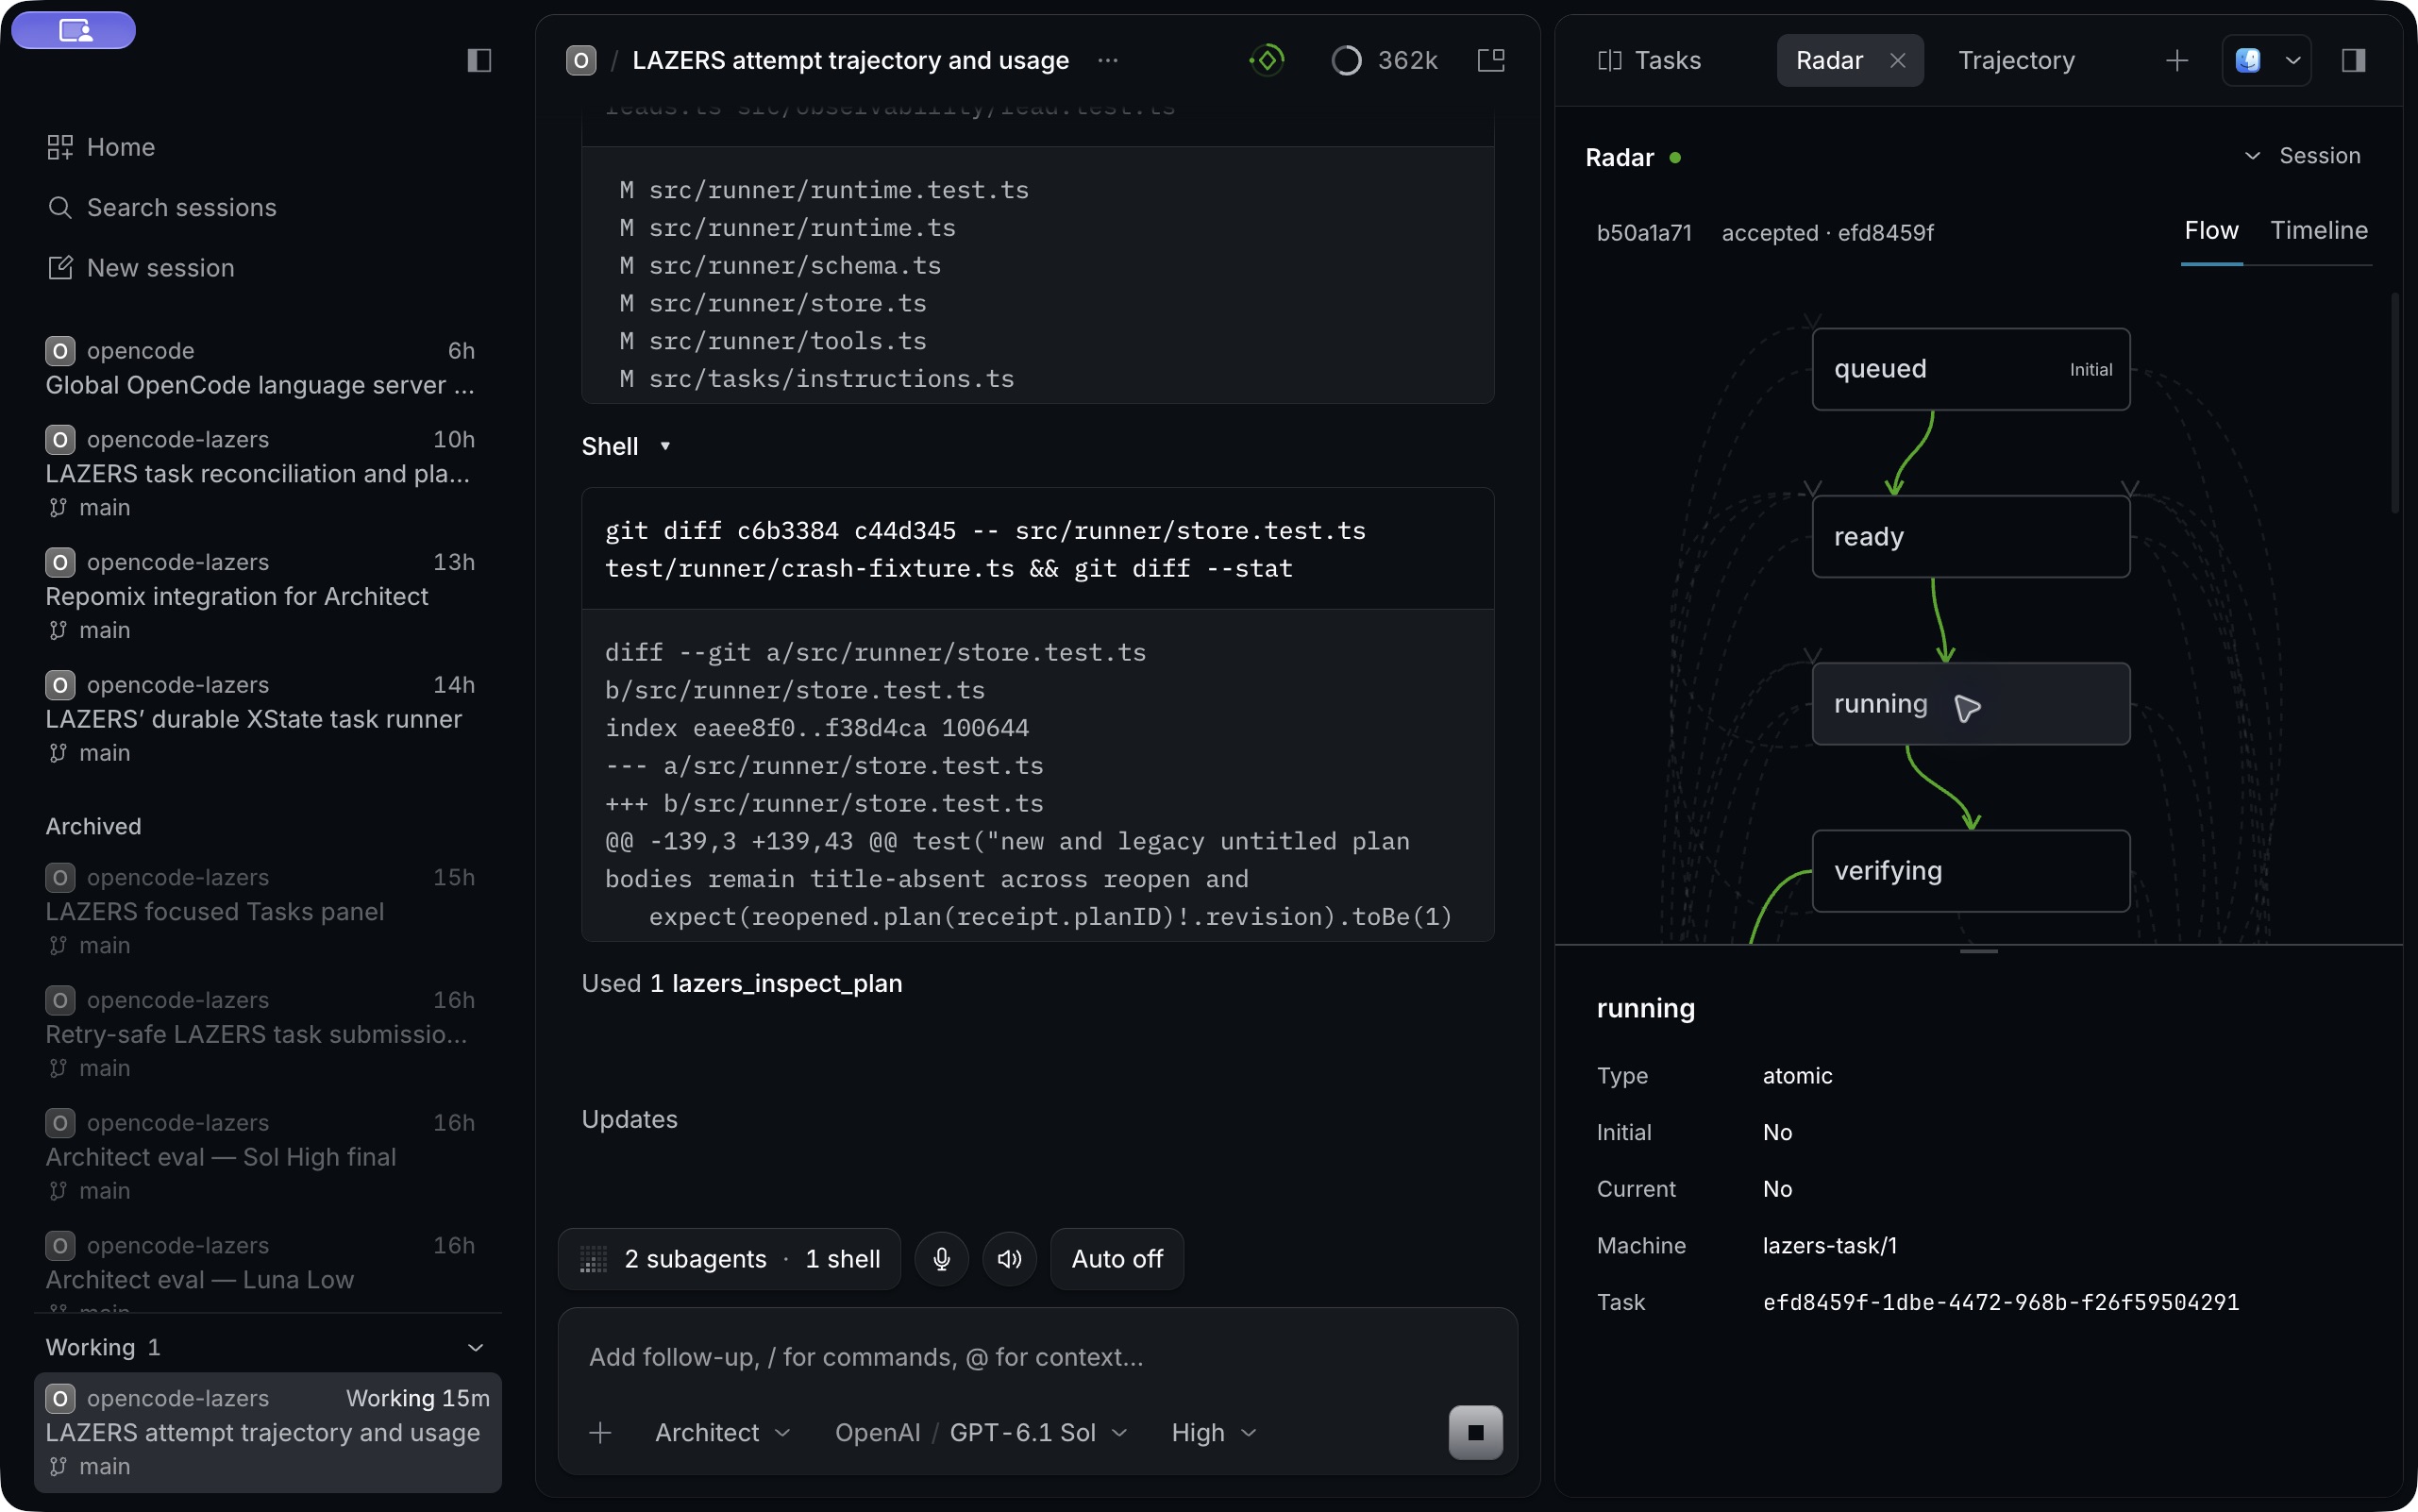 Home
Search sessions
New session
O opencode 6h
Global OpenCode language server ...
O opencode-lazers 10h
LAZERS task reconciliation and pla...
main
O opencode-lazers 13h
Repomix integration for Architect
main
O opencode-lazers 14h
LAZERS’ durable XState task runner
main
Archived
O opencode-lazers 15h
LAZERS focused Tasks panel
main
O opencode-lazers 16h
Retry-safe LAZERS task submissio...
main
O opencode-lazers 16h
Architect eval — Sol High final
main
O opencode-lazers 16h
Architect eval — Luna Low
main
Working 1
O opencode-lazers Working 15m
LAZERS attempt trajectory and usage
main
O / LAZERS attempt trajectory and usage ... 362k
reads.ts src/observability/read.test.ts
M src/runner/runtime.test.ts
M src/runner/runtime.ts
M src/runner/schema.ts
M src/runner/store.ts
M src/runner/tools.ts
M src/tasks/instructions.ts
Shell
git diff c6b3384 c44d345 -- src/runner/store.test.ts
test/runner/crash-fixture.ts && git diff --stat
diff --git a/src/runner/store.test.ts
b/src/runner/store.test.ts
index eaee8f0..f38d4ca 100644
--- a/src/runner/store.test.ts
+++ b/src/runner/store.test.ts
@@ -139,3 +139,43 @@ test("new and legacy untitled plan
bodies remain title-absent across reopen and
expect(reopened.plan(receipt.planID)!.revision).toBe(1)
Used 1 lazers_inspect_plan
Updates
2 subagents · 1 shell
Auto off
Add follow-up, / for commands, @ for context...
Architect OpenAI / GPT-6.1 Sol High
Tasks Radar Trajectory
Radar Session
b50a1a71 accepted · efd8459f
Flow Timeline
queued Initial
ready
running
verifying
running
Type atomic
Initial No
Current No
Machine lazers-task/1
Task efd8459f-1dbe-4472-968b-f26f59504291